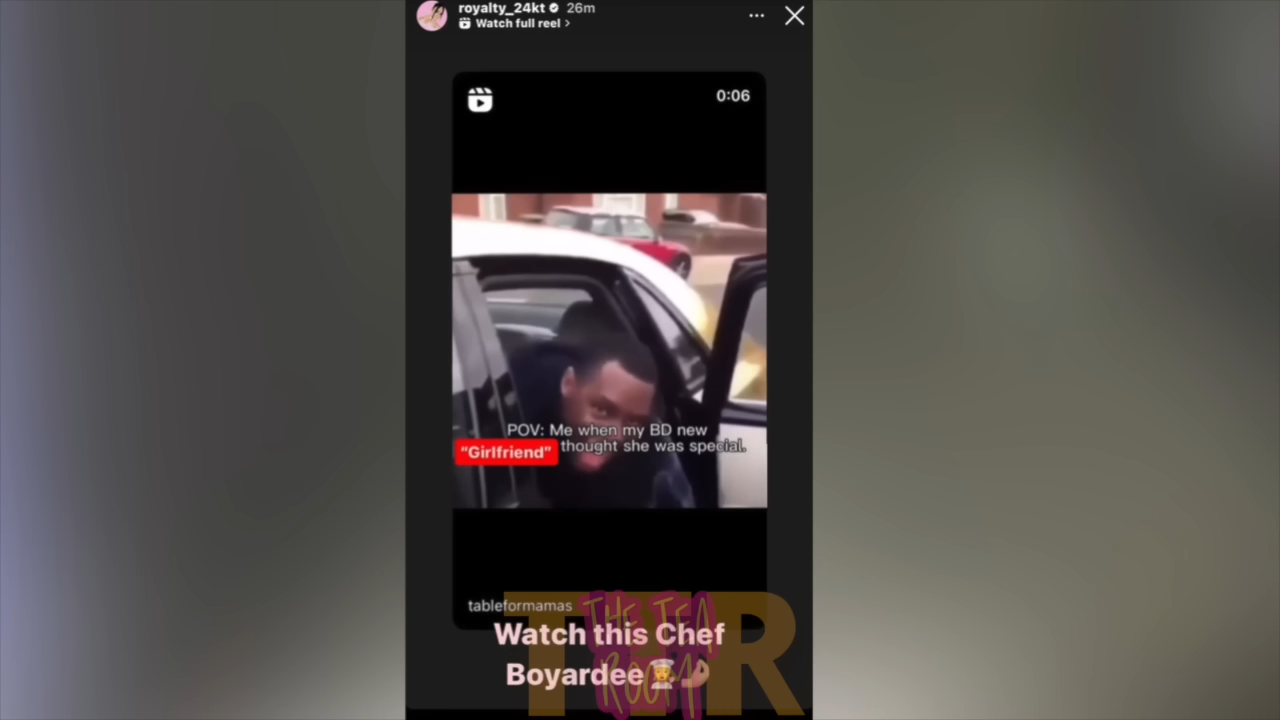 royalty_24kt 26m
Watch full reel >
0:06
POV: Me when my BD new
"Girlfriend" thought she was special.
tableformamas
THE TEA
ROOM
TTR
Watch this Chef
Boyardee